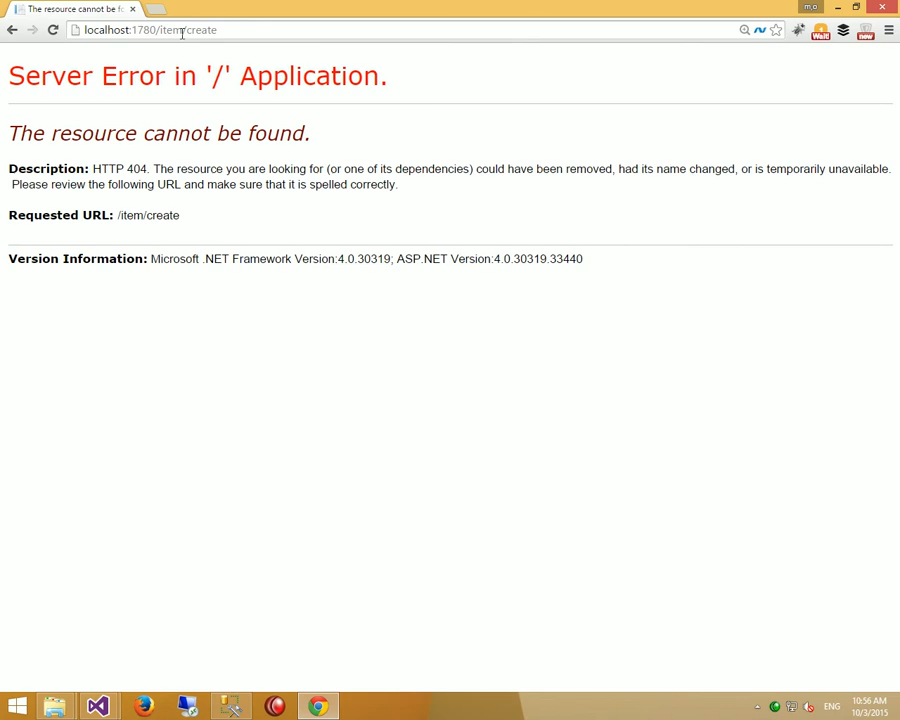 The resource cannot be fo
m,o
localhost:1780/item/create
Wait!
new
Server Error in '/' Application.
The resource cannot be found.
Description: HTTP 404. The resource you are looking for (or one of its dependencies) could have been removed, had its name changed, or is temporarily unavailable.
Please review the following URL and make sure that it is spelled correctly.
Requested URL: /item/create
Version Information: Microsoft .NET Framework Version:4.0.30319; ASP.NET Version:4.0.30319.33440
ENG
10:56 AM
10/3/2015